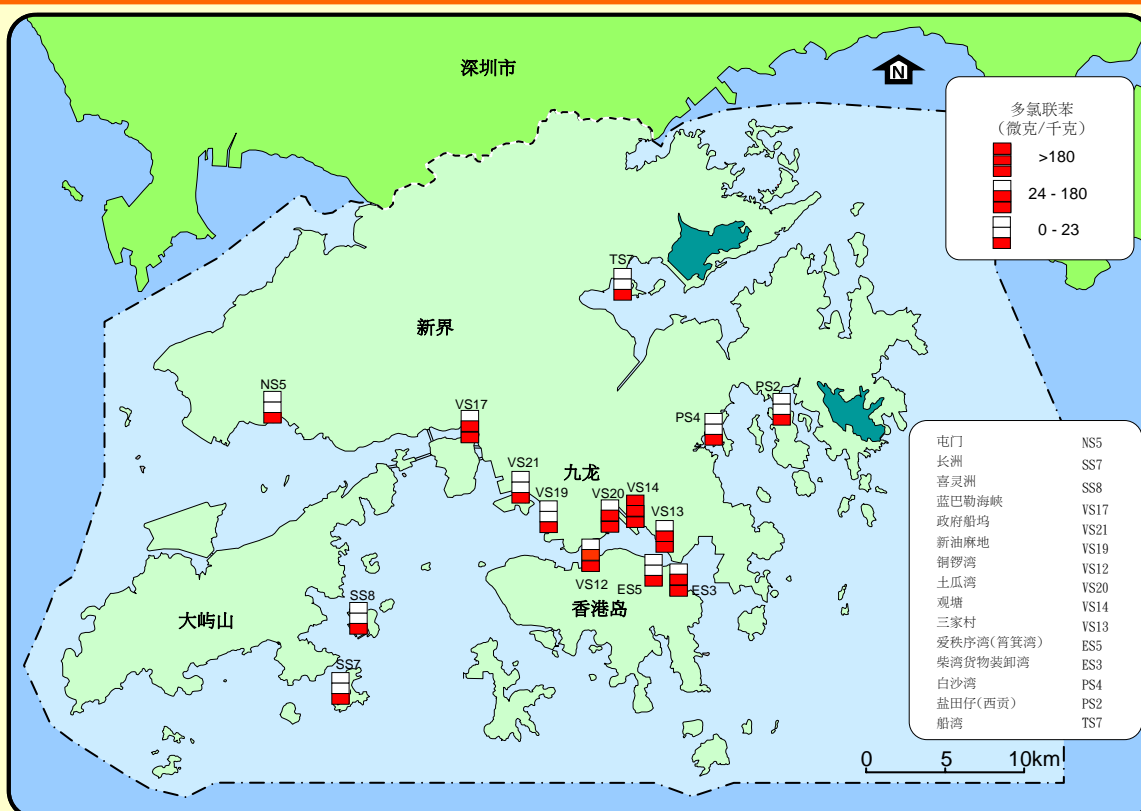 深圳市
N
多氯联苯
(微克/千克)
>180
24 - 180
0 - 23
TS7
新界
NS5
VS17
PS4
PS2
VS21
九龙
VS19
VS20
VS14
VS13
VS12
ES5
ES3
香港岛
大屿山
SS8
SS7
屯门 NS5
长洲 SS7
喜灵洲 SS8
蓝巴勒海峡 VS17
政府船坞 VS21
新油麻地 VS19
铜锣湾 VS12
土瓜湾 VS20
观塘 VS14
三家村 VS13
爱秩序湾(筲箕湾) ES5
柴湾货物装卸湾 ES3
白沙湾 PS4
盐田仔(西贡) PS2
船湾 TS7
0 5 10km